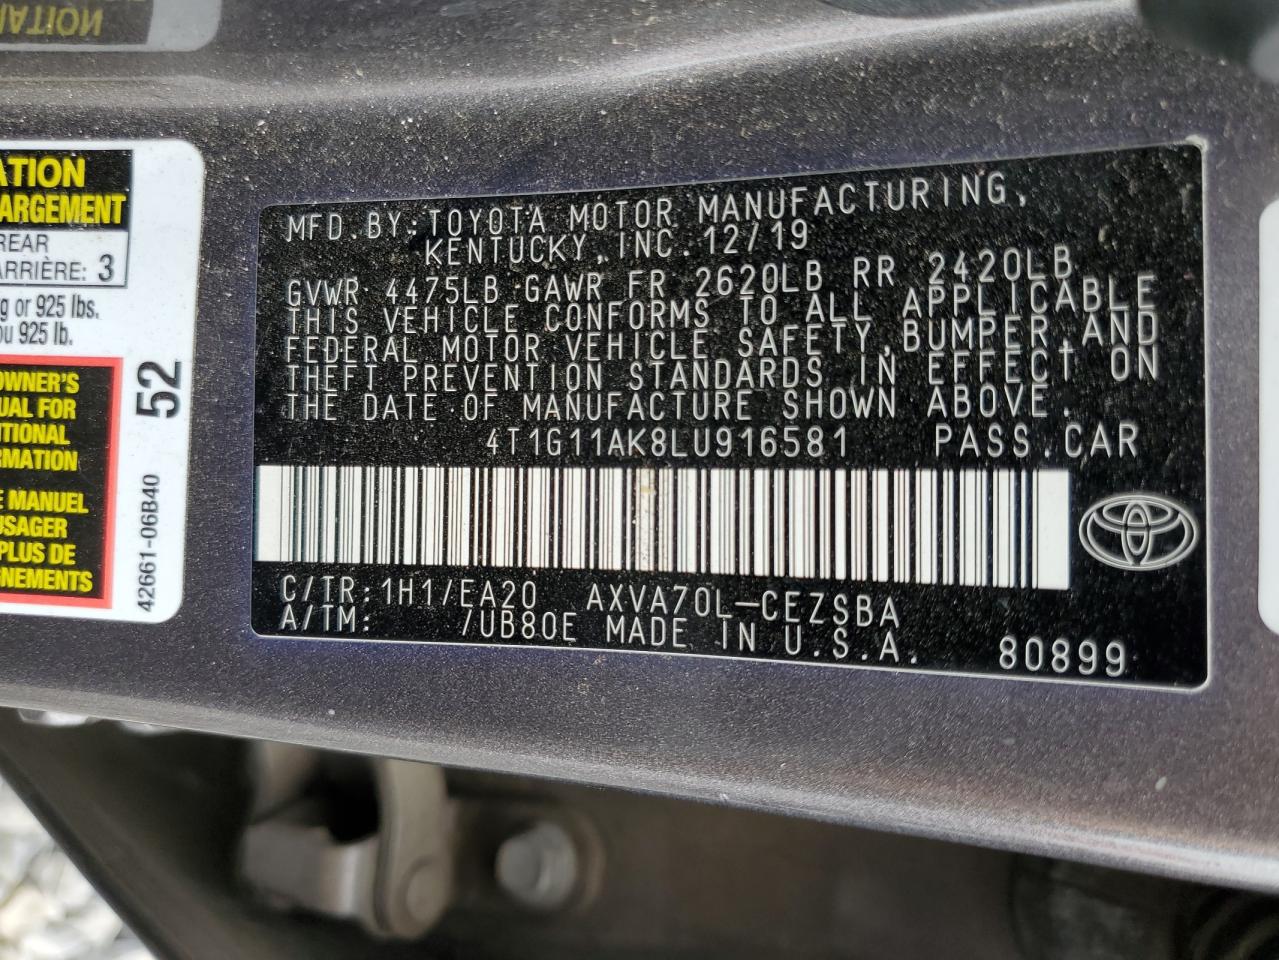 ATION
ATION
ARGEMENT
REAR
ARRIÈRE: 3
g or 925 lbs.
ou 925 lb.
OWNER'S
UAL FOR
ITIONAL
RMATION
E MANUEL
USAGER
PLUS DE
GNEMENTS
52
42661-06B40
MFD.BY:TOYOTA MOTOR MANUFACTURING,
KENTUCKY,INC. 12/19
GVWR 4475LB GAWR FR 2620LB RR 2420LB
THIS VEHICLE CONFORMS TO ALL APPLICABLE
FEDERAL MOTOR VEHICLE SAFETY,BUMPER,AND
THEFT PREVENTION STANDARDS IN EFFECT ON
THE DATE OF MANUFACTURE SHOWN ABOVE.
4T1G11AK8LU916581 PASS.CAR
C/TR:1H1/EA20 AXVA70L-CEZSBA
A/TM: /UB80E MADE IN U.S.A. 80899